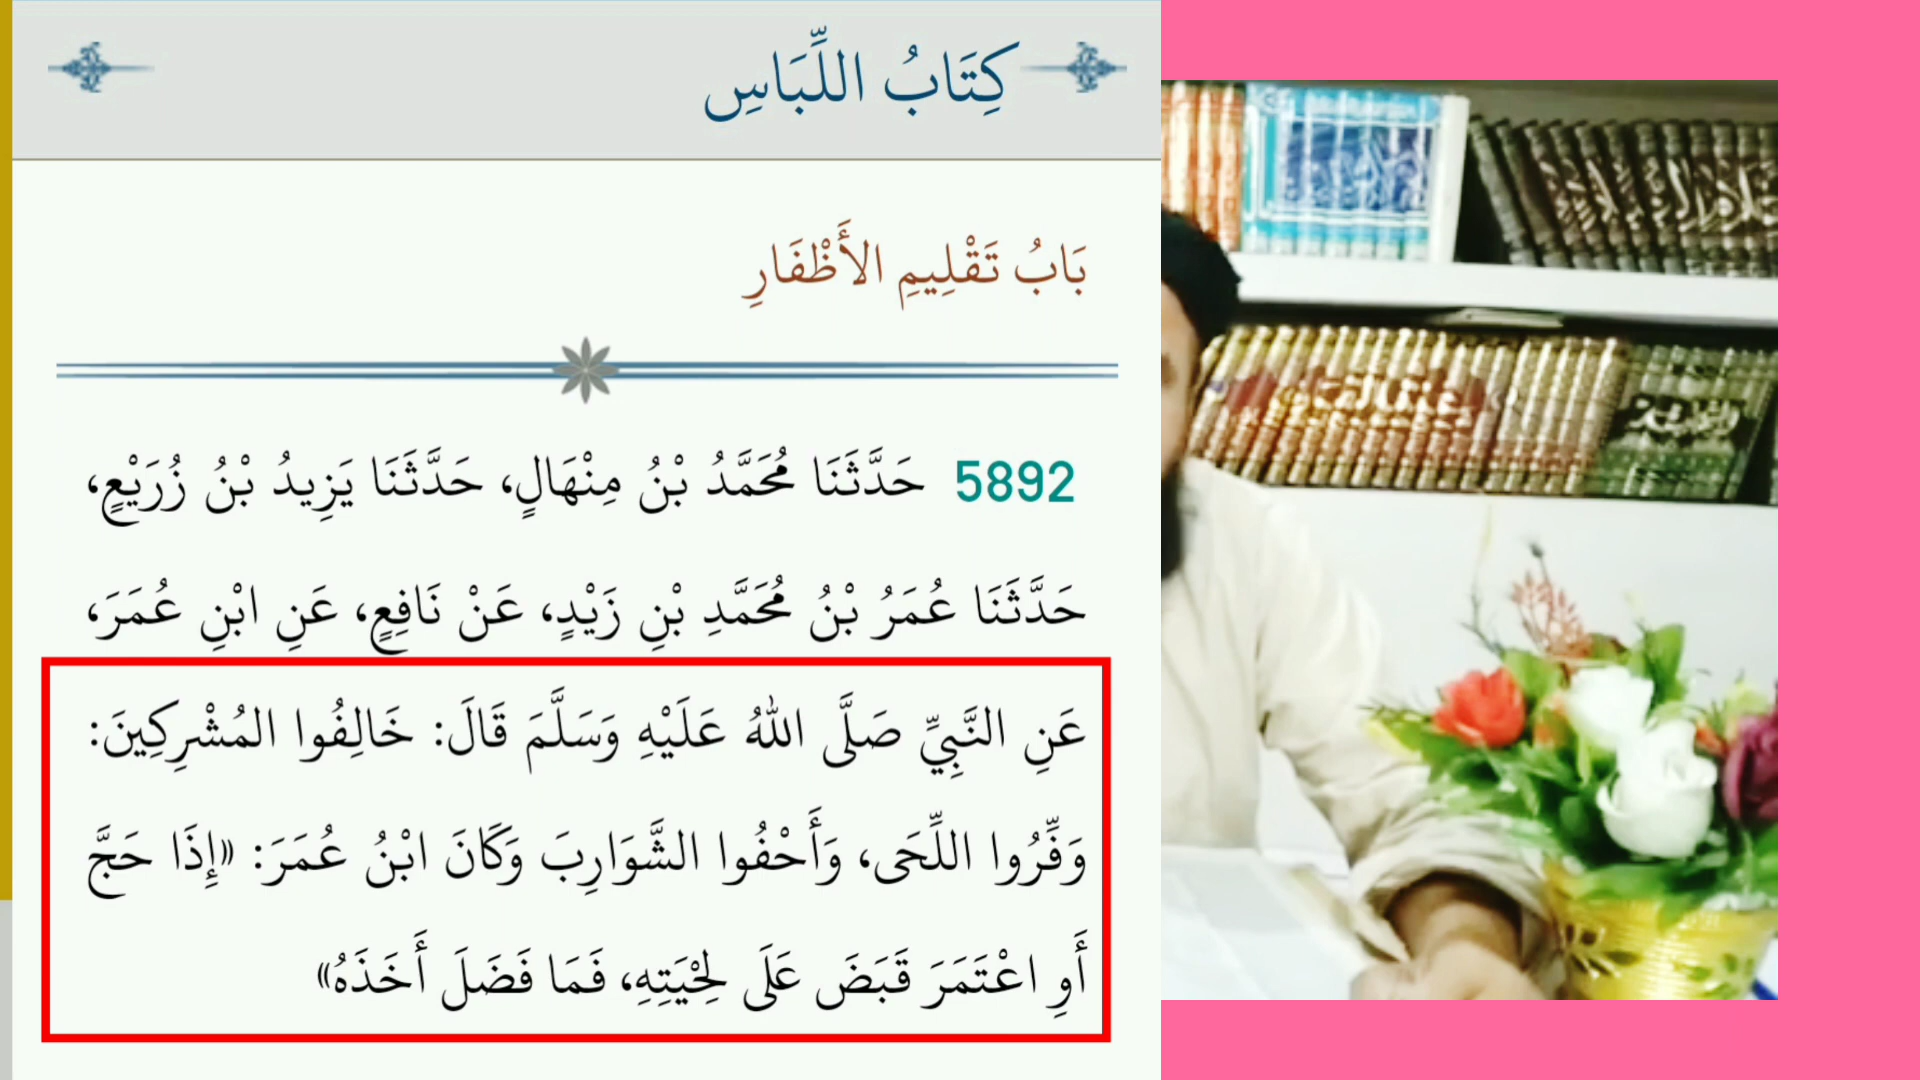 كِتَابُ اللِّبَاسِ
بَابُ تَقْلِيمِ الأَظْفَارِ
5892 حَدَّثَنَا مُحَمَّدُ بْنُ مِنْهَالٍ، حَدَّثَنَا يَزِيدُ بْنُ زُرَيْعٍ،
حَدَّثَنَا عُمَرُ بْنُ مُحَمَّدِ بْنِ زَيْدٍ، عَنْ نَافِعٍ، عَنِ ابْنِ عُمَرَ،
عَنِ النَّبِيِّ صَلَّى اللهُ عَلَيْهِ وَسَلَّمَ قَالَ: خَالِفُوا المُشْرِكِينَ:
وَفِّرُوا اللِّحَى، وَأَحْفُوا الشَّوَارِبَ وَكَانَ ابْنُ عُمَرَ: «إِذَا حَجَّ
أَوِ اعْتَمَرَ قَبَضَ عَلَى لِحْيَتِهِ، فَمَا فَضَلَ أَخَذَهُ»